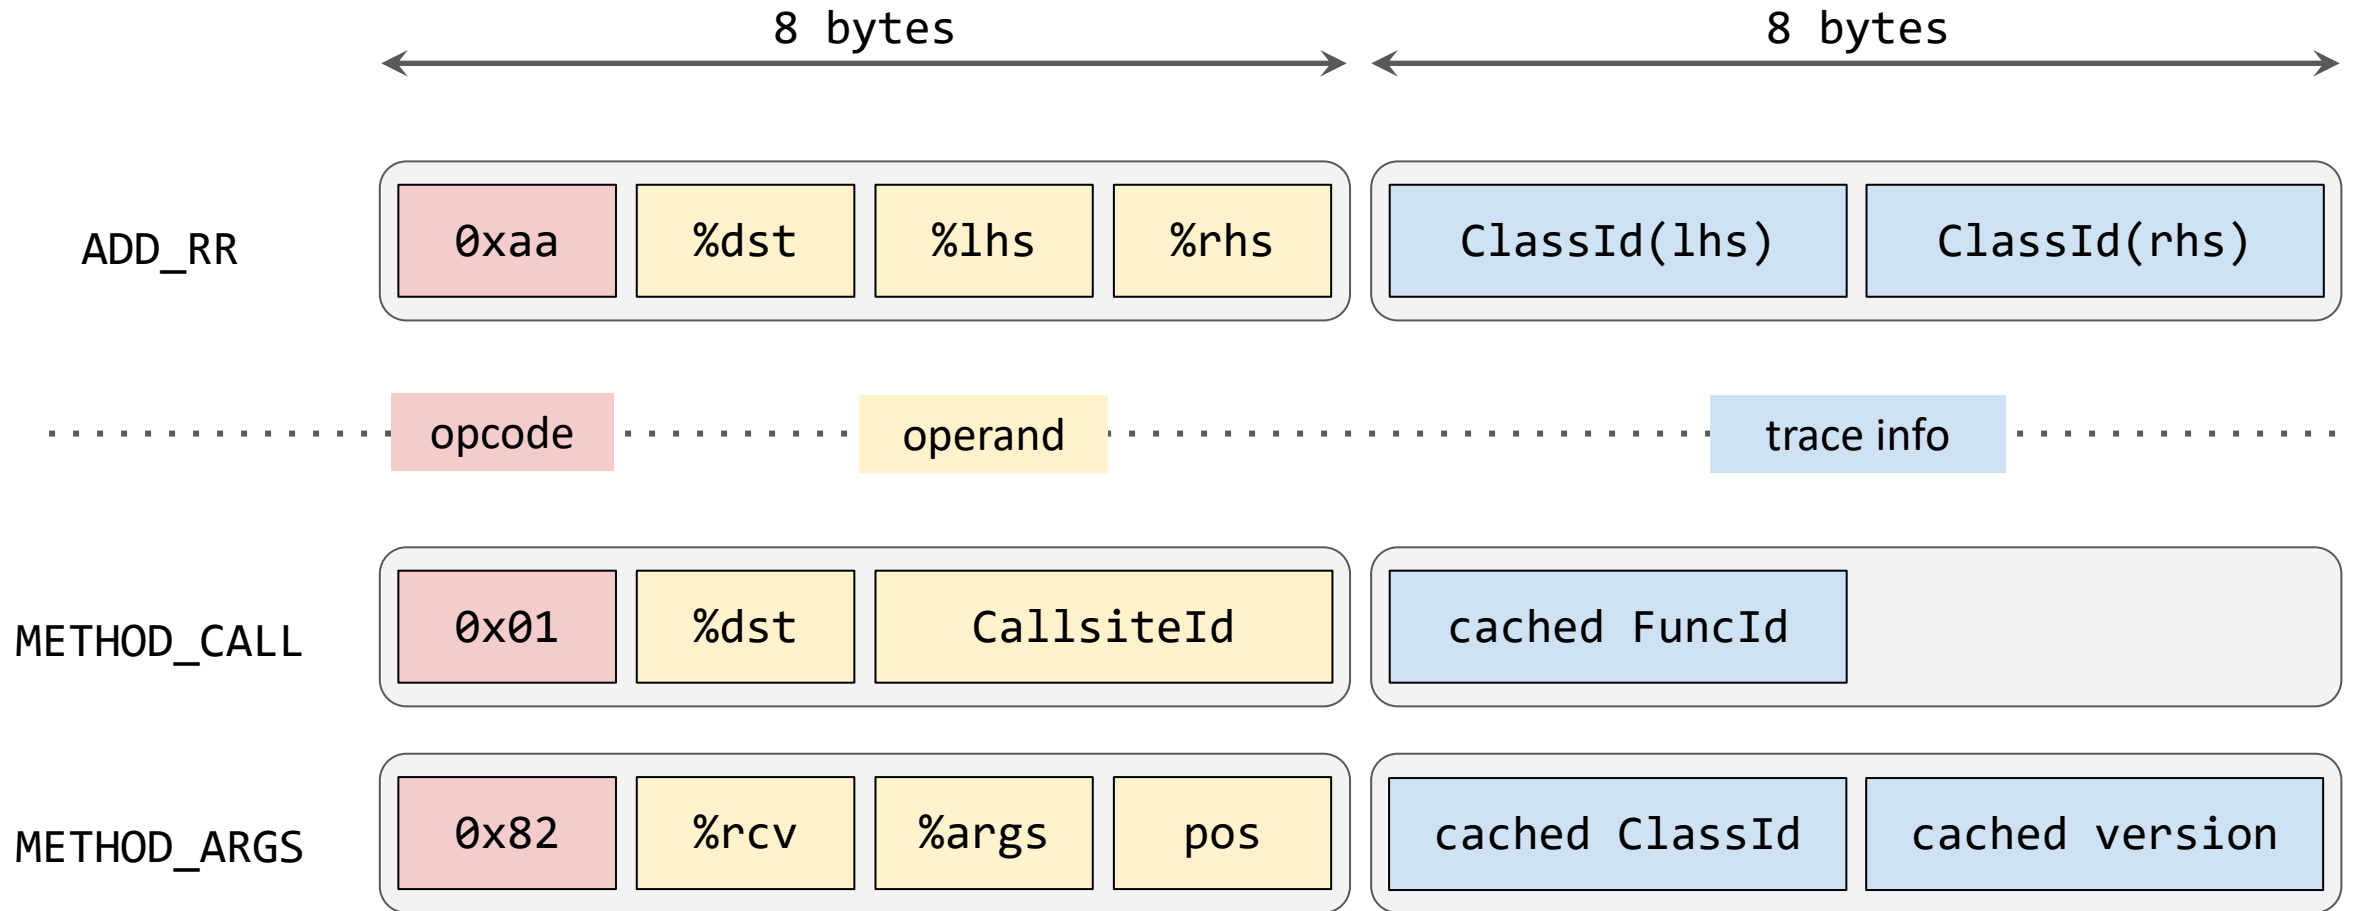 8 bytes 8 bytes
ADD_RR 0xaa %dst %lhs %rhs ClassId(lhs) ClassId(rhs)
opcode operand trace info
METHOD_CALL 0x01 %dst CallsiteId cached FuncId
METHOD_ARGS 0x82 %rcv %args pos cached ClassId cached version